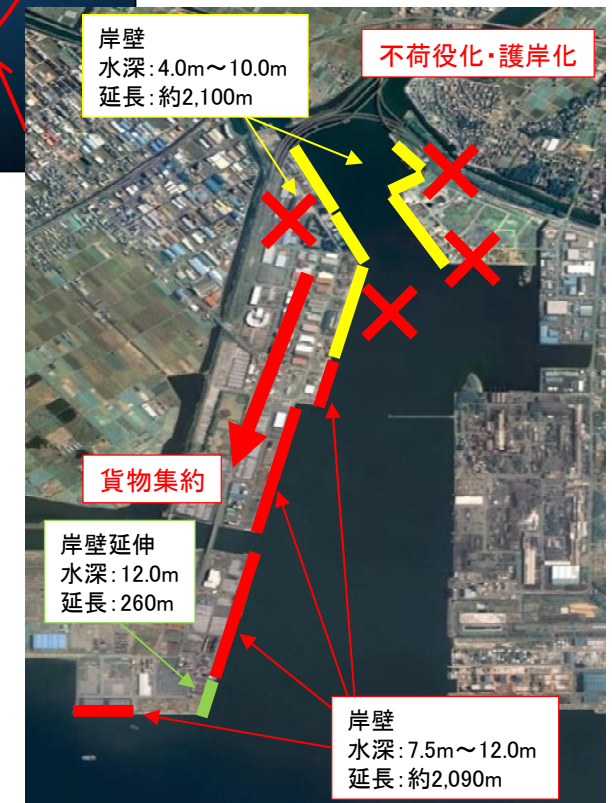 岸壁
水深：4.0m～10.0m
延長：約2,100m
不荷役化・護岸化
貨物集約
岸壁延伸
水深：12.0m
延長：260m
岸壁
水深：7.5m～12.0m
延長：約2,090m